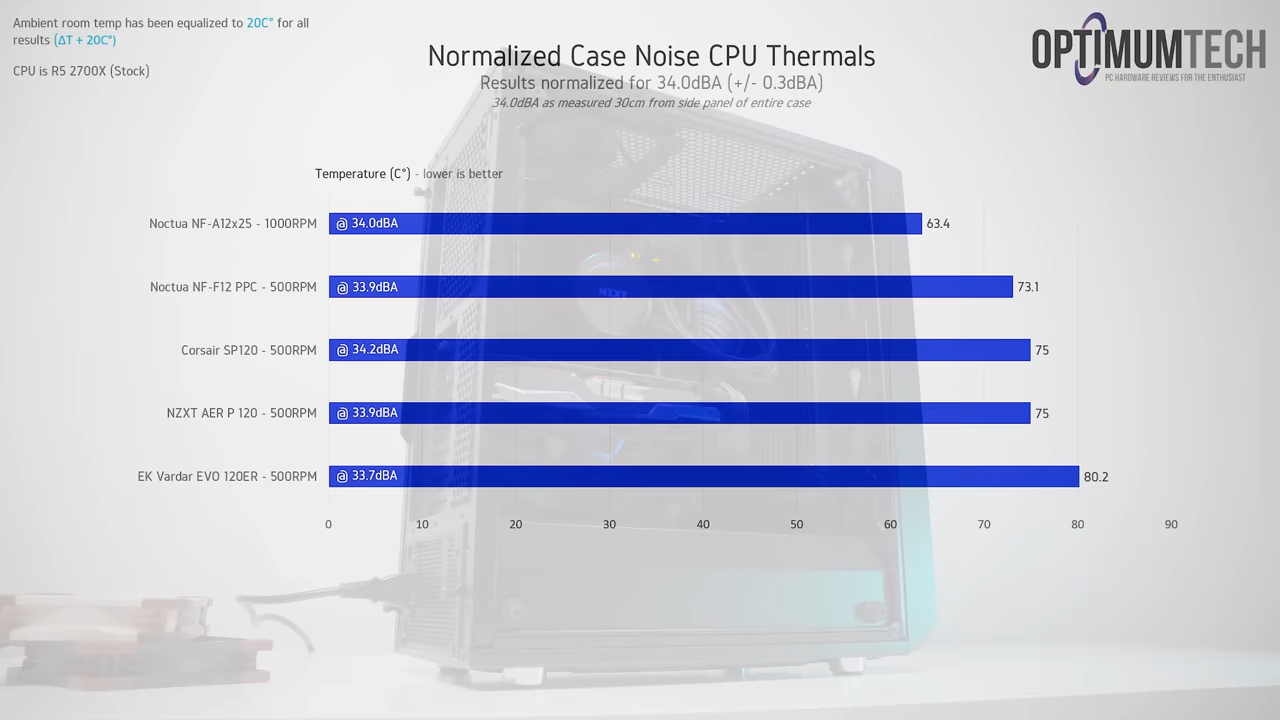 Ambient room temp has been equalized to 20C° for all
results (ΔT + 20C°)
CPU is R5 2700X (Stock)
OPTIMUMTECH
PC HARDWARE REVIEWS FOR THE ENTHUSIAST
Normalized Case Noise CPU Thermals
Results normalized for 34.0dBA (+/- 0.3dBA)
34.0dBA as measured 30cm from side panel of entire case
Temperature (C°) - lower is better
Noctua NF-A12x25 - 1000RPM @ 34.0dBA 63.4
Noctua NF-F12 PPC - 500RPM @ 33.9dBA 73.1
NZXT
Corsair SP120 - 500RPM @ 34.2dBA 75
NZXT AER P 120 - 500RPM @ 33.9dBA 75
EK Vardar EVO 120ER - 500RPM @ 33.7dBA 80.2
0 10 20 30 40 50 60 70 80 90